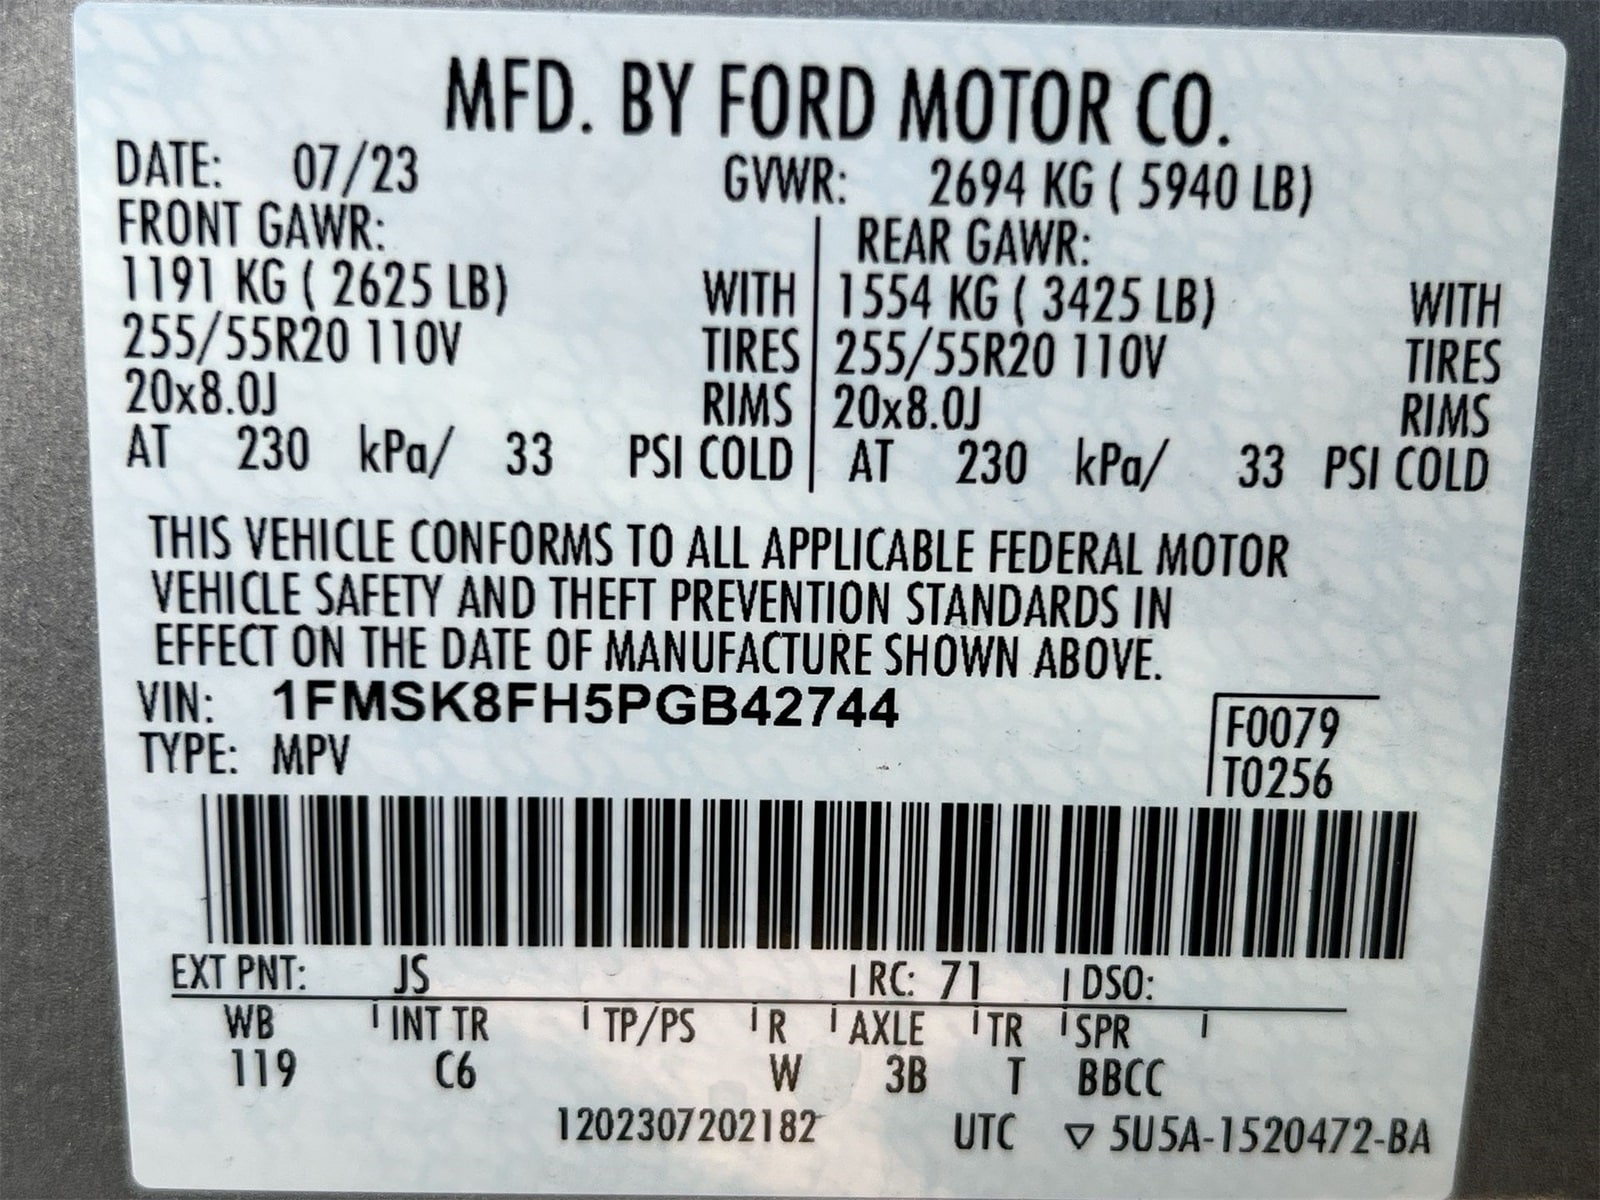 MFD. BY FORD MOTOR CO.
DATE: 07/23 GVWR: 2694 KG ( 5940 LB)
FRONT GAWR: REAR GAWR:
1191 KG ( 2625 LB) WITH 1554 KG ( 3425 LB) WITH
255/55R20 110V TIRES 255/55R20 110V TIRES
20x8.0J RIMS 20x8.0J RIMS
AT 230 kPa/ 33 PSI COLD AT 230 kPa/ 33 PSI COLD
THIS VEHICLE CONFORMS TO ALL APPLICABLE FEDERAL MOTOR
VEHICLE SAFETY AND THEFT PREVENTION STANDARDS IN
EFFECT ON THE DATE OF MANUFACTURE SHOWN ABOVE.
VIN: 1FMSK8FH5PGB42744
F0079
TYPE: MPV
T0256
EXT PNT: JS RC: 71 DSO:
WB INT TR TP/PS R AXLE TR SPR
119 C6 W 3B T BBCC
1202307202182 UTC ▽ 5U5A-1520472-BA